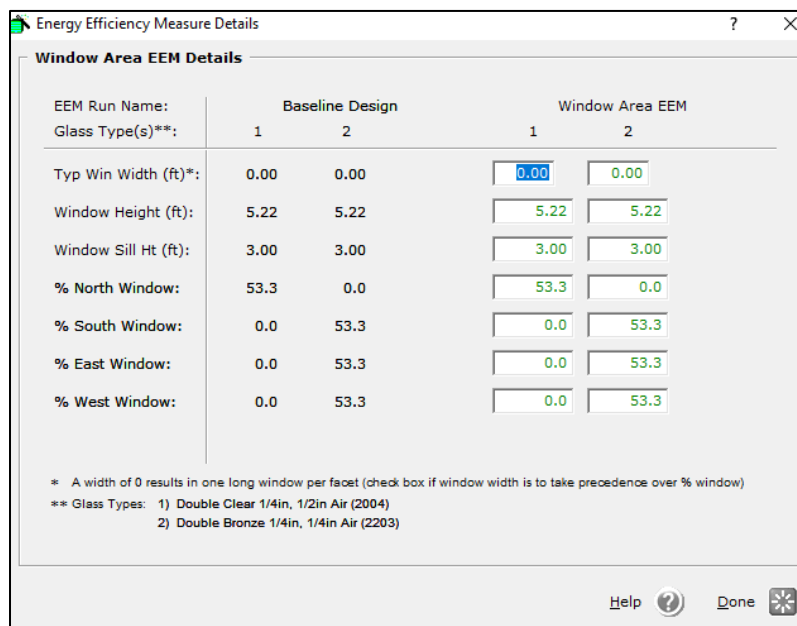 Energy Efficiency Measure Details ? X
Window Area EEM Details
EEM Run Name: Baseline Design Window Area EEM
Glass Type(s)**: 1 2 1 2
Typ Win Width (ft)*: 0.00 0.00 0.00 0.00
Window Height (ft): 5.22 5.22 5.22 5.22
Window Sill Ht (ft): 3.00 3.00 3.00 3.00
% North Window: 53.3 0.0 53.3 0.0
% South Window: 0.0 53.3 0.0 53.3
% East Window: 0.0 53.3 0.0 53.3
% West Window: 0.0 53.3 0.0 53.3
* A width of 0 results in one long window per facet (check box if window width is to take precedence over % window)
** Glass Types: 1) Double Clear 1/4in, 1/2in Air (2004)
2) Double Bronze 1/4in, 1/4in Air (2203)
Help ? Done